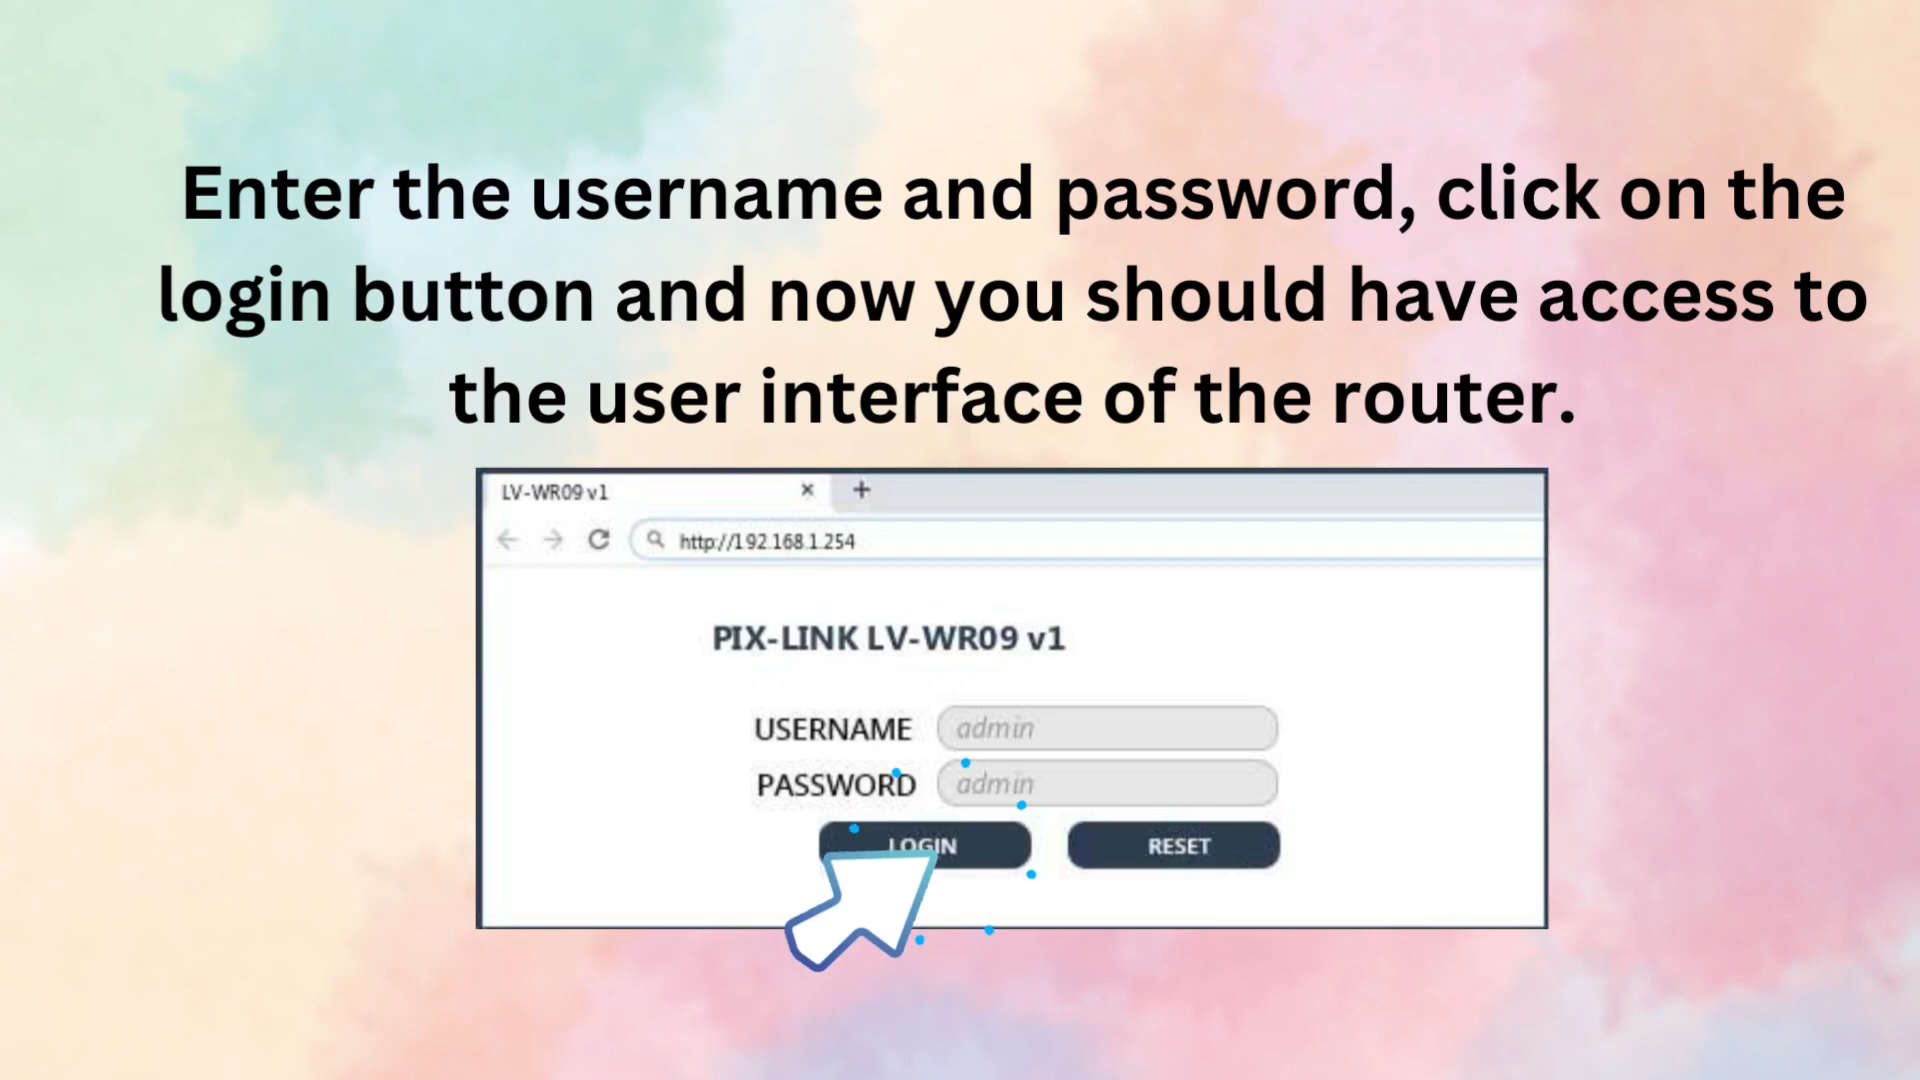 Enter the username and password, click on the
login button and now you should have access to
the user interface of the router.
LV-WR09 v1
http://192.168.1.254
PIX-LINK LV-WR09 v1
USERNAME admin
PASSWORD admin
LOGIN RESET